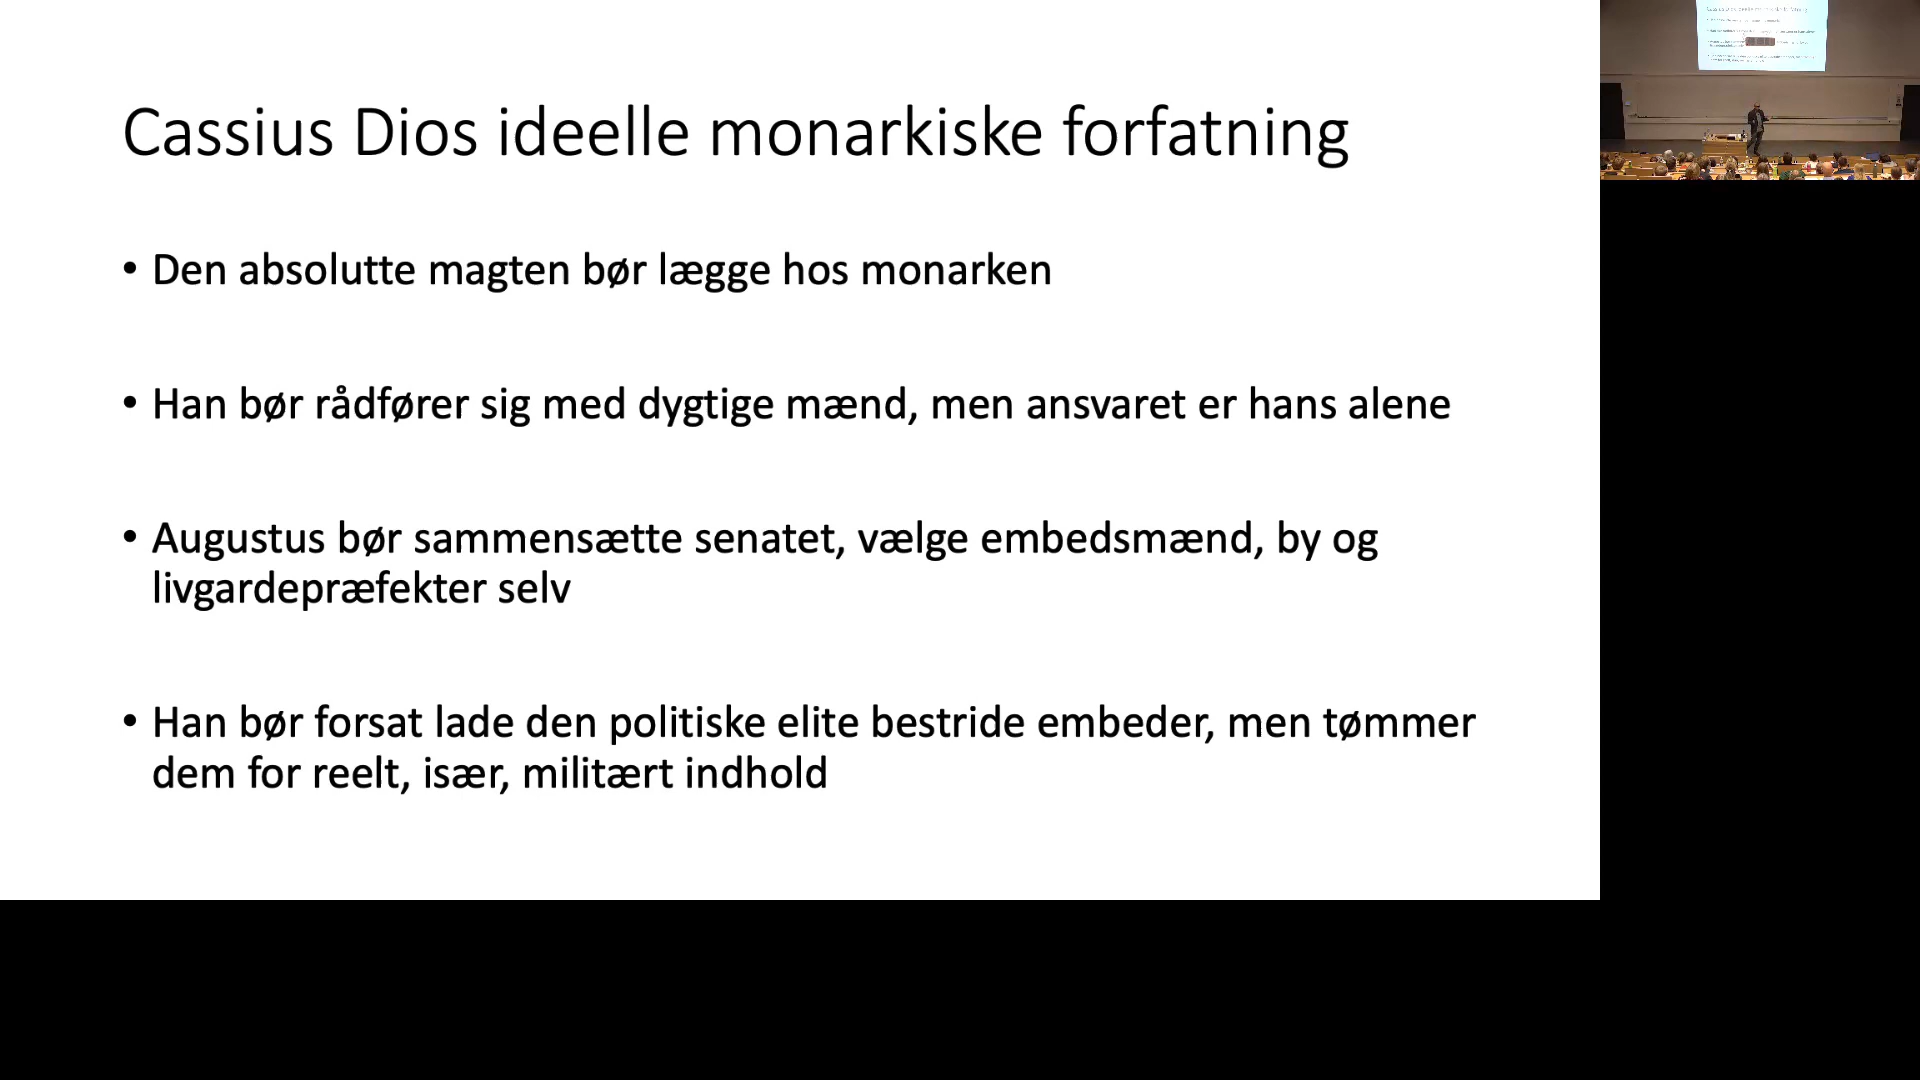 Cassius Dios ideelle monarkiske forfatning
• Den absolutte magten bør lægge hos monarken
• Han bør rådfører sig med dygtige mænd, men ansvaret er hans alene
• Augustus bør sammensætte senatet, vælge embedsmænd, by og
livgardepræfekter selv
• Han bør forsat lade den politiske elite bestride embeder, men tømmer
dem for reelt, især, militært indhold